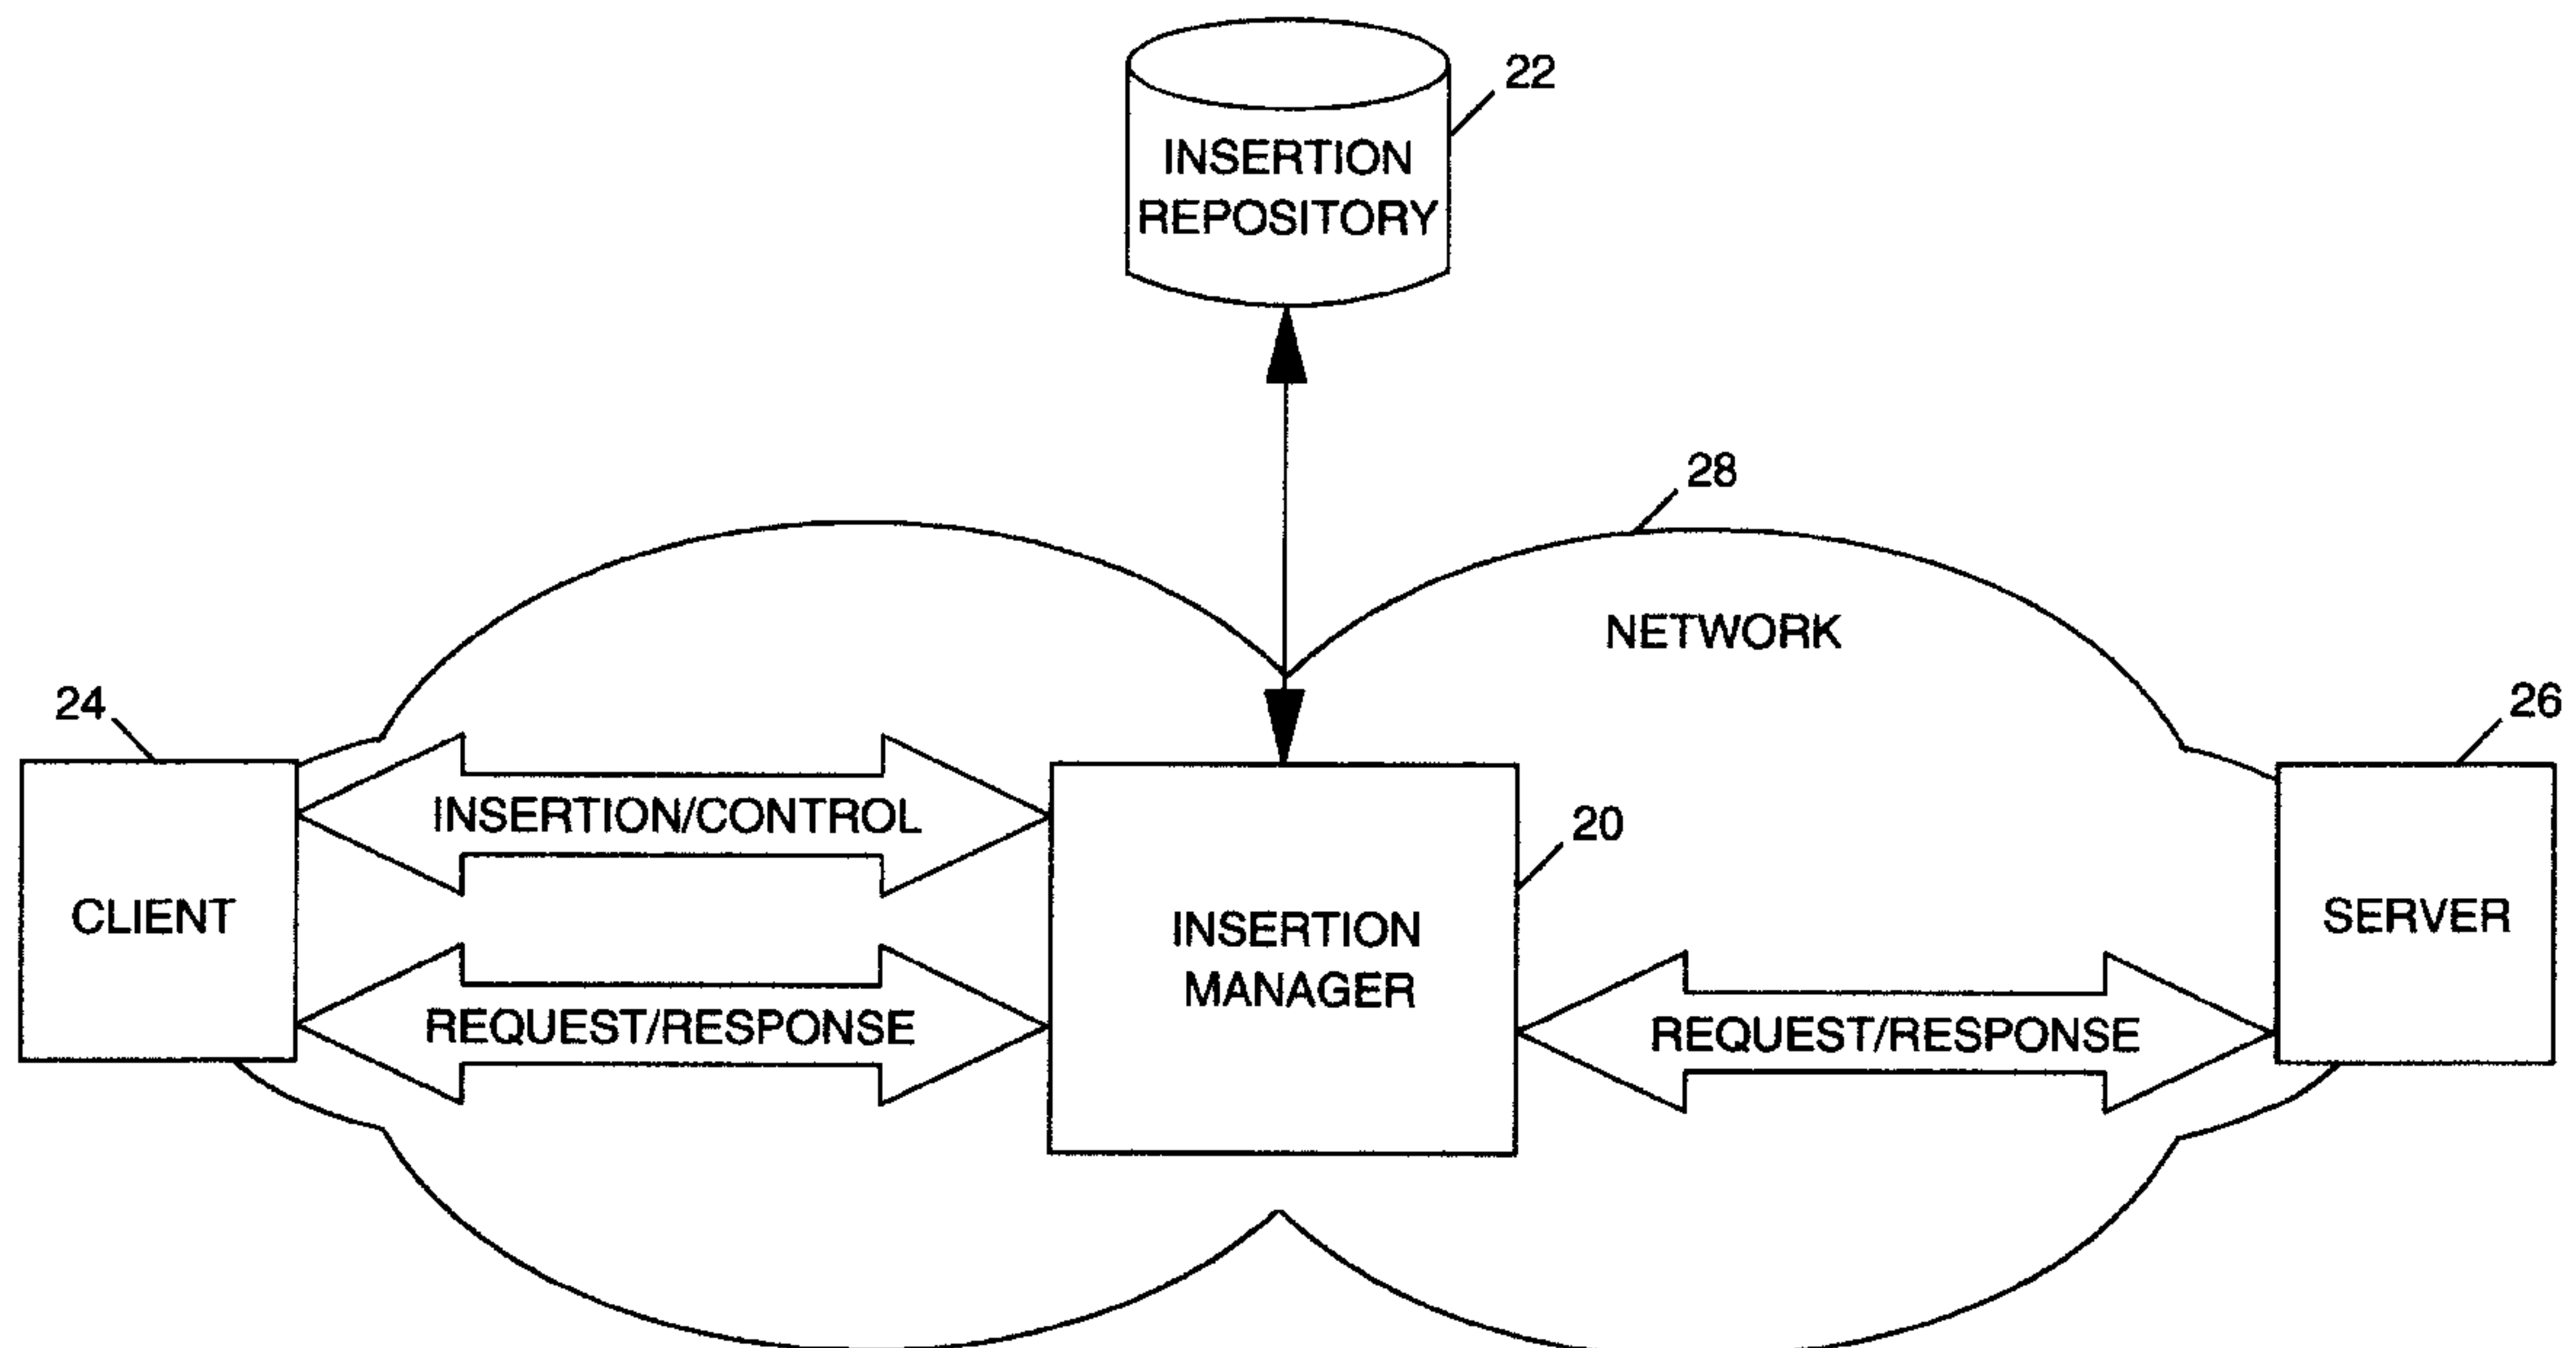 22
INSERTION
REPOSITORY
28
NETWORK
24
26
INSERTION/CONTROL
20
CLIENT
INSERTION
MANAGER
SERVER
REQUEST/RESPONSE
REQUEST/RESPONSE